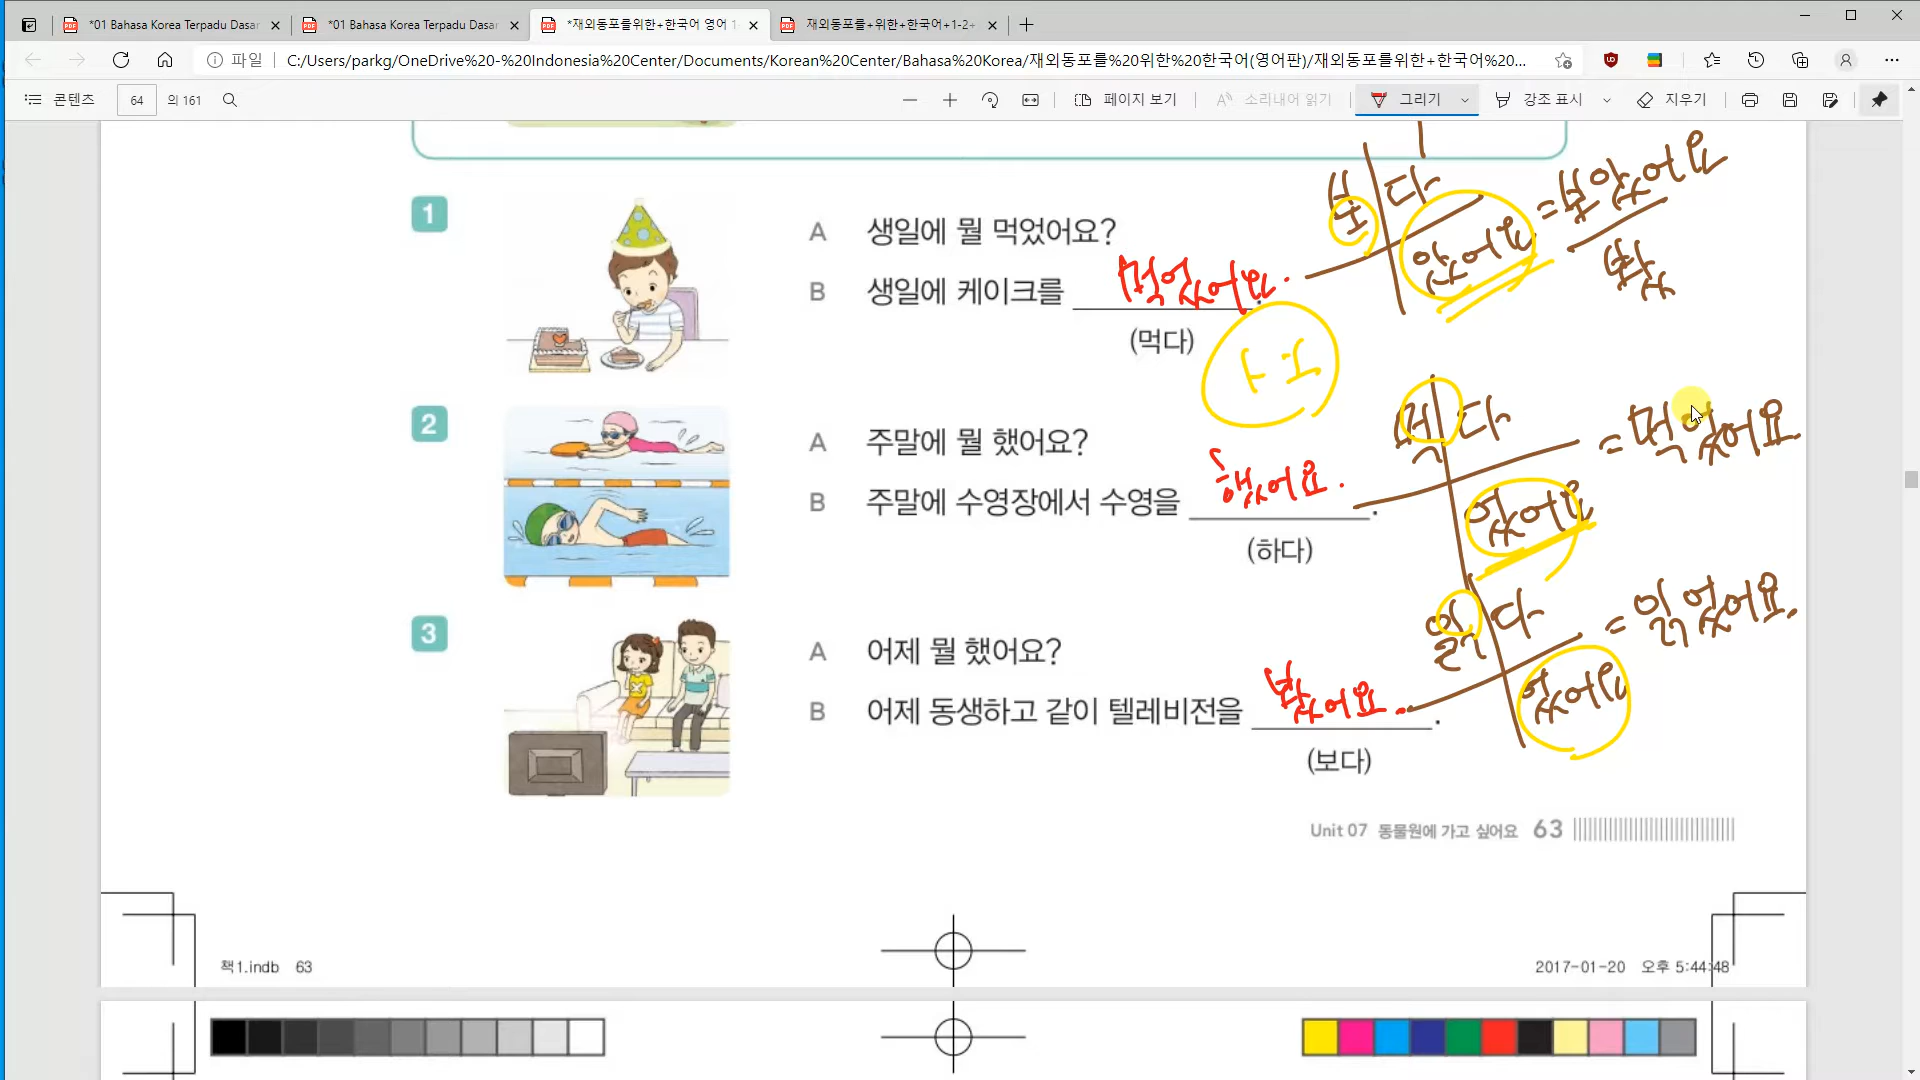 *01 Bahasa Korea Terpadu Dasar
*01 Bahasa Korea Terpadu Dasar
*재외동포를위한+한국어 영어 1
재외동포를+위한+한국어+1-2+
파일 C:/Users/parkg/OneDrive%20-%20Indonesia%20Center/Documents/Korean%20Center/Bahasa%20Korea/재외동포를%20위한%20한국어(영어판)/재외동포를위한+한국어%20...
콘텐츠 64 의 161 페이지 보기 소리내어 읽기 그리기 강조 표시 지우기
보다
았어요 = 보았어요
봤
1
A 생일에 뭘 먹었어요?
B 생일에 케이크를 먹었어요.
(먹다)
ㅏ ㅗ
먹다
었어요 = 먹었어요
2
A 주말에 뭘 했어요?
B 주말에 수영장에서 수영을 했어요.
(하다)
읽다
었어요 = 읽었어요.
3
A 어제 뭘 했어요?
B 어제 동생하고 같이 텔레비전을 봤어요.
(보다)
Unit 07 동물원에 가고 싶어요 63
책1.indb 63
2017-01-20 오후 5:44:48